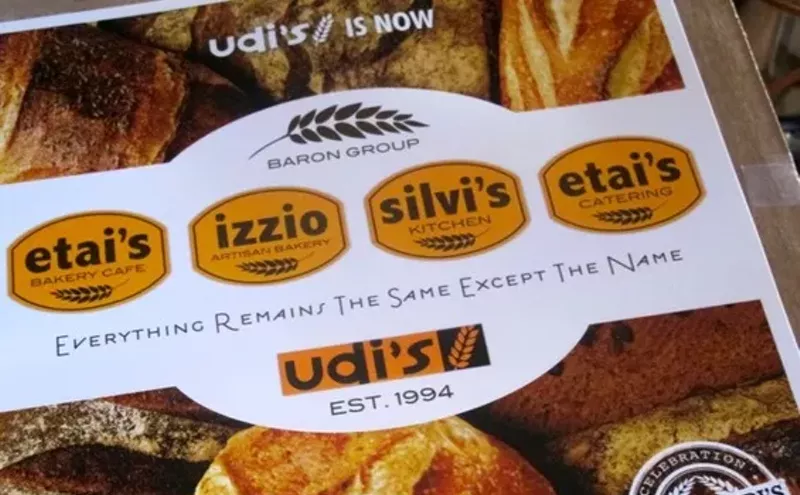 udi's IS NOW
BARON GROUP
etai's
BAKERY CAFE
izzio
ARTISAN BAKERY
silvi's
KITCHEN
etai's
CATERING
EVERYTHING REMAINS THE SAME EXCEPT THE NAME
udi's
EST. 1994
CELEBRATION